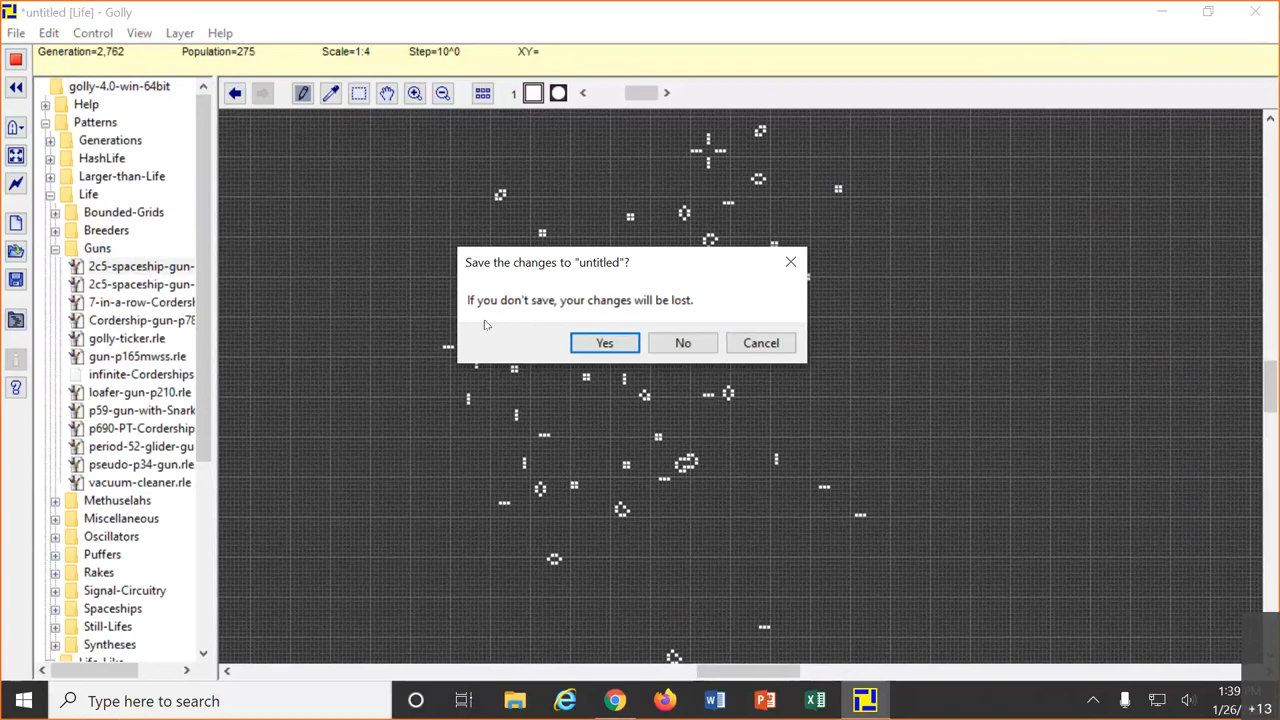 *untitled [Life] - Golly
File Edit Control View Layer Help
Generation=2,762 Population=275 Scale=1:4 Step=10^0 XY=
golly-4.0-win-64bit
1
Help
Patterns
Generations
HashLife
Larger-than-Life
Life
Bounded-Grids
Breeders
Guns
2c5-spaceship-gun-
2c5-spaceship-gun-
7-in-a-row-Cordersh
Cordership-gun-p78
golly-ticker.rle
gun-p165mwss.rle
infinite-Corderships
loafer-gun-p210.rle
p59-gun-with-Snark
p690-PT-Cordership
period-52-glider-gu
pseudo-p34-gun.rle
vacuum-cleaner.rle
Methuselahs
Miscellaneous
Oscillators
Puffers
Rakes
Signal-Circuitry
Spaceships
Still-Lifes
Syntheses
Save the changes to "untitled"?
If you don't save, your changes will be lost.
Yes No Cancel
Type here to search
1:39 PM
1/26/
+13